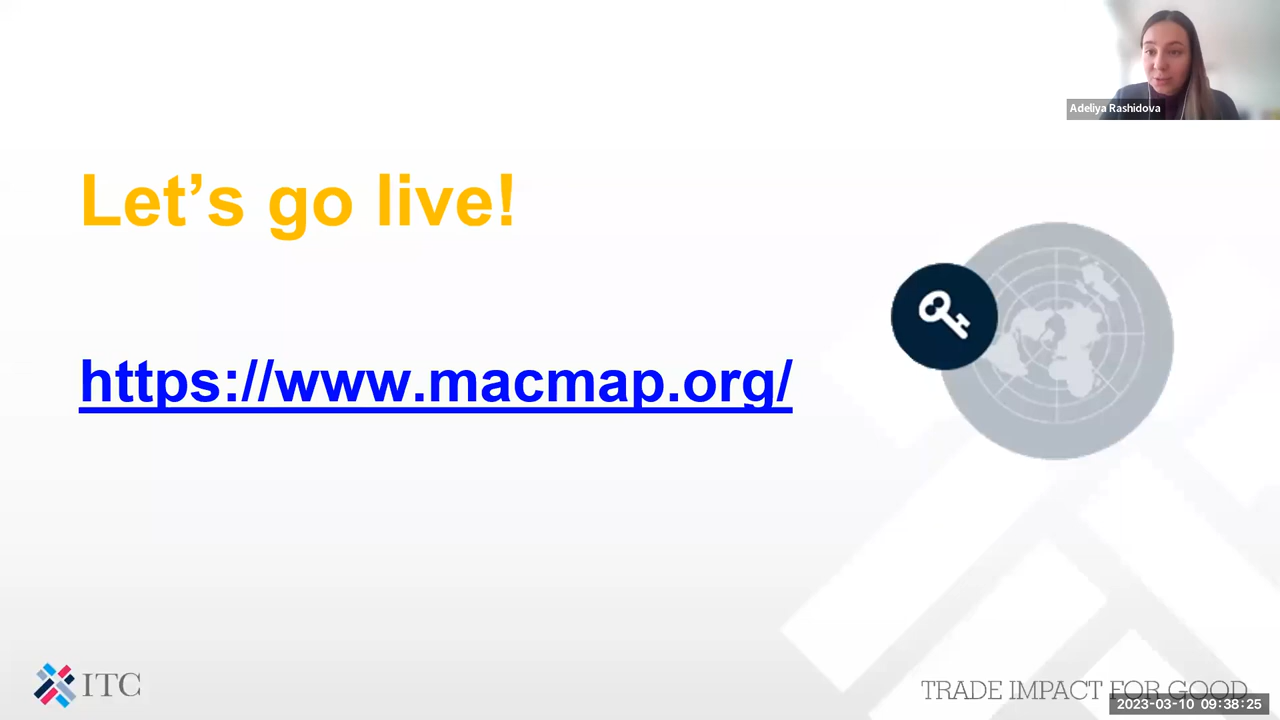 Adeliya Rashidova
Let’s go live!
https://www.macmap.org/
ITC
TRADE IMPACT FOR GOOD
2023-03-10 09:38:25